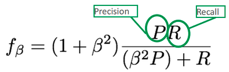 Precision Recall
f_β = (1 + β²) PR / ((β²P) + R)